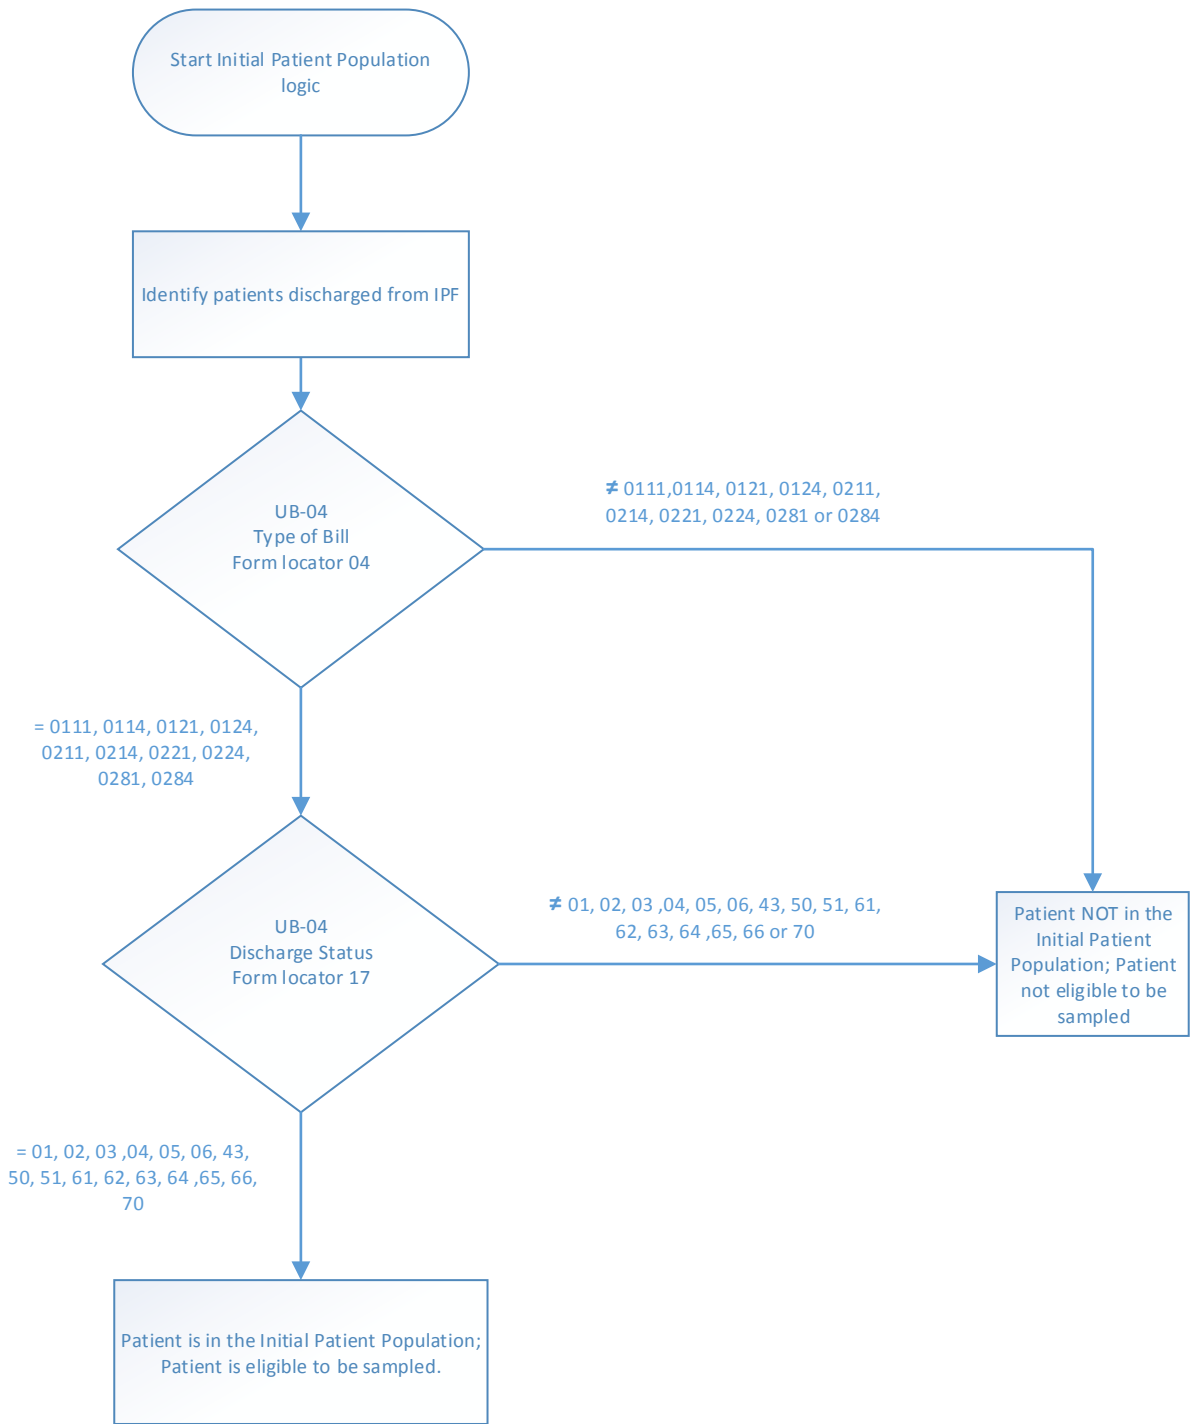 Start Initial Patient Population
logic
Identify patients discharged from IPF
UB-04
Type of Bill
Form locator 04
≠ 0111,0114, 0121, 0124, 0211,
0214, 0221, 0224, 0281 or 0284
= 0111, 0114, 0121, 0124,
0211, 0214, 0221, 0224,
0281, 0284
UB-04
Discharge Status
Form locator 17
≠ 01, 02, 03 ,04, 05, 06, 43, 50, 51, 61,
62, 63, 64 ,65, 66 or 70
Patient NOT in the
Initial Patient
Population; Patient
not eligible to be
sampled
= 01, 02, 03 ,04, 05, 06, 43,
50, 51, 61, 62, 63, 64 ,65, 66,
70
Patient is in the Initial Patient Population;
Patient is eligible to be sampled.